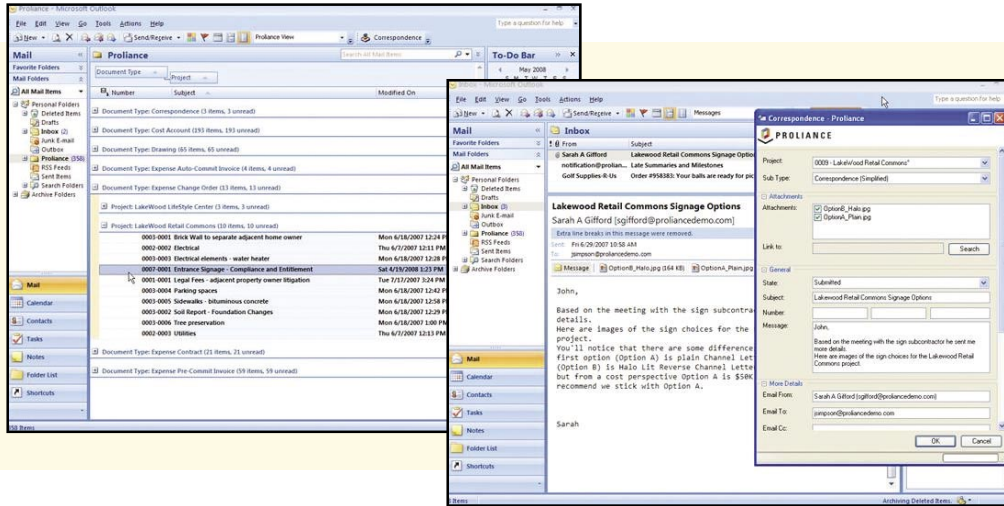 Proliance - Microsoft Outlook
File Edit View Go Tools Actions Help
Type a question for help
New Send/Receive Proliance View Correspondence
Mail
Favorite Folders
Mail Folders
All Mail Items
Personal Folders
Deleted Items
Drafts
Inbox (2)
Junk E-mail
Outbox
Proliance (358)
RSS Feeds
Sent Items
Search Folders
Archive Folders
Mail
Calendar
Contacts
Tasks
Notes
Folder List
Shortcuts
Proliance
Search All Mail Items
Document Type
Project
Number Subject Modified On
Document Type: Correspondence (3 items, 3 unread)
Document Type: Cost Account (193 items, 193 unread)
Document Type: Drawing (65 items, 65 unread)
Document Type: Expense Auto-Commit Invoice (4 items, 4 unread)
Document Type: Expense Change Order (13 items, 13 unread)
Project: LakeWood LifeStyle Center (3 items, 3 unread)
Project: LakeWood Retail Commons (10 items, 10 unread)
0003-0001 Brick Wall to separate adjacent home owner Mon 6/18/2007 12:24 P
0002-0002 Electrical Thu 6/7/2007 12:11 PM
0003-0003 Electrical elements - water heater Mon 6/18/2007 12:28 P
0007-0001 Entrance Signage - Compliance and Entitlement Sat 4/19/2008 1:23 PM
0001-0001 Legal Fees - adjacent property owner litigation Tue 7/17/2007 3:24 PM
0003-0004 Parking spaces Mon 6/18/2007 12:42 P
0003-0005 Sidewalks - bituminous concrete Mon 6/18/2007 12:58 P
0002-0002 Soil Report - Foundation Changes Mon 6/18/2007 12:29 P
0003-0006 Tree preservation Mon 6/18/2007 1:00 PM
0002-0003 Utilities Thu 6/7/2007 12:13 PM
Document Type: Expense Contract (21 items, 21 unread)
Document Type: Expense Pre-Commit Invoice (59 items, 59 unread)
To-Do Bar
May 2008
S M T W T F S
358 Items
Inbox - Microsoft Outlook
File Edit View Go Tools Actions Help
Type a question for help
New Send/Receive Messages
Mail
Favorite Folders
Mail Folders
All Mail Items
Personal Folders
Deleted Items
Drafts
Inbox (3)
Junk E-mail
Outbox
Proliance (358)
RSS Feeds
Sent Items
Search Folders
Archive Folders
Mail
Calendar
Contacts
Tasks
Notes
Folder List
Shortcuts
Inbox
From Subject
Sarah A Gifford Lakewood Retail Commons Signage Optio
notification@prolian... Late Summaries and Milestones
Golf Supplies-R-Us Order #958383: Your balls are ready for pic
Lakewood Retail Commons Signage Options
Sarah A Gifford [sgifford@proliancedemo.com]
Extra line breaks in this message were removed.
Sent: Fri 6/29/2007 10:58 AM
To: jsimpson@proliancedemo.com
Message OptionB_Halo.jpg (164 KB) OptionA_Plain.jpg
John,
Based on the meeting with the sign subcontrac
details.
Here are images of the sign choices for the
project.
You'll notice that there are some difference
first option (Option A) is plain Channel Let
(Option B) is Halo Lit Reverse Channel Lette
but from a cost perspective Option A is $50K
recommend we stick with Option A.
Sarah
Items
Archiving Deleted Items.
Correspondence - Proliance
PROLIANCE
Project: 0009 - LakeWood Retail Commons*
Sub Type: Correspondence (Simplified)
Attachments
Attachments: OptionB_Halo.jpg
OptionA_Plain.jpg
Link to: Search
General
State: Submitted
Subject: Lakewood Retail Commons Signage Options
Number:
Message: John,
Based on the meeting with the sign subcontractor he sent me
more details.
Here are images of the sign choices for the Lakewood Retail
Commons project.
More Details
Email From: Sarah A Gifford [sgifford@proliancedemo.com]
Email To: jsimpson@proliancedemo.com
Email Cc:
OK Cancel